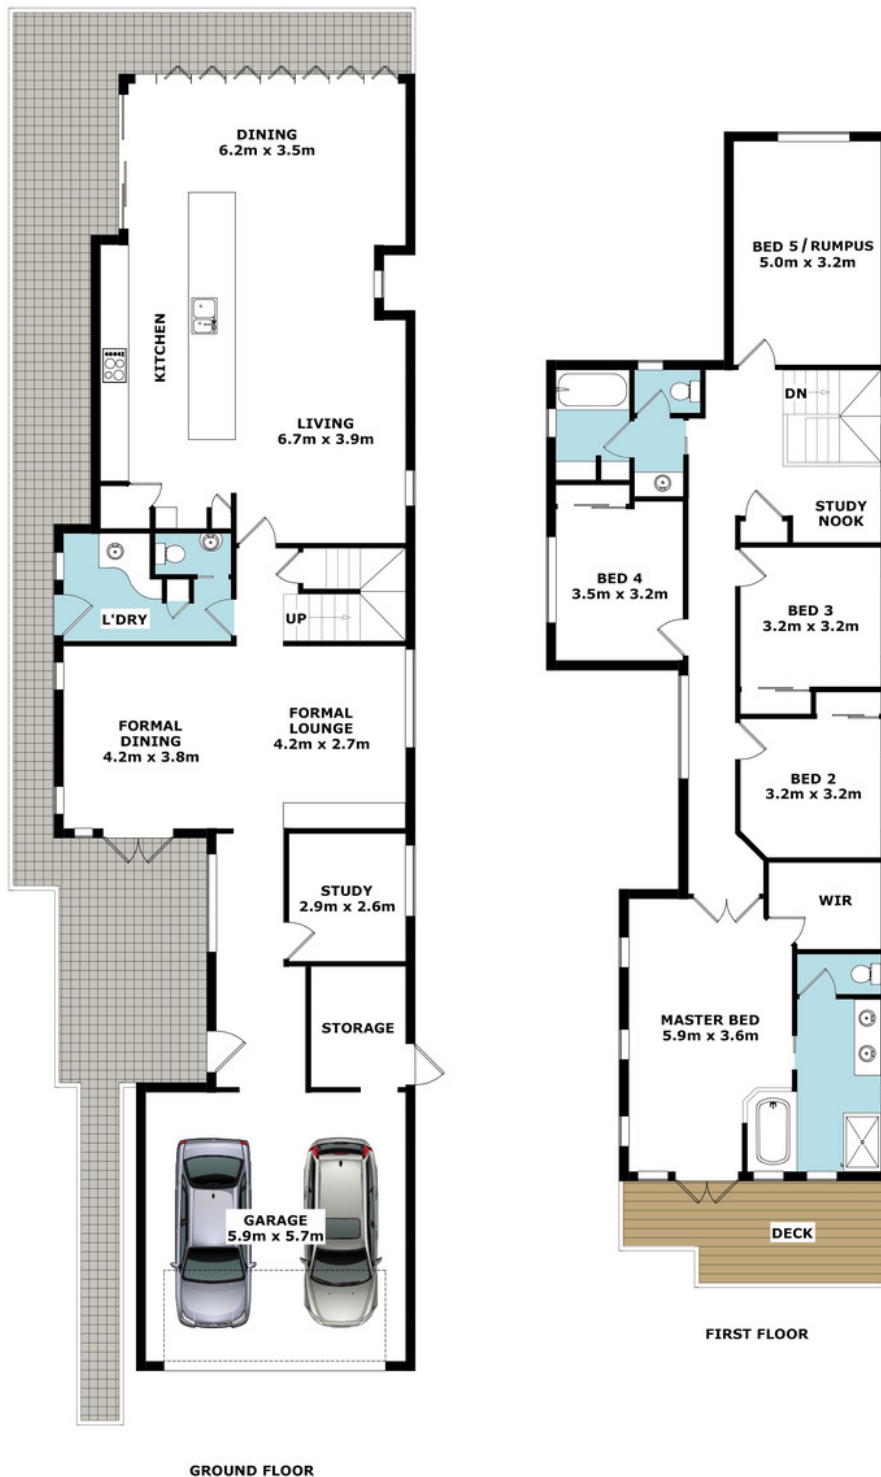 DINING
6.2m x 3.5m
KITCHEN
LIVING
6.7m x 3.9m
L'DRY
UP
FORMAL
DINING
4.2m x 3.8m
FORMAL
LOUNGE
4.2m x 2.7m
STUDY
2.9m x 2.6m
STORAGE
GARAGE
5.9m x 5.7m
GROUND FLOOR
BED 5/RUMPUS
5.0m x 3.2m
DN
STUDY
NOOK
BED 4
3.5m x 3.2m
BED 3
3.2m x 3.2m
BED 2
3.2m x 3.2m
WIR
MASTER BED
5.9m x 3.6m
DECK
FIRST FLOOR